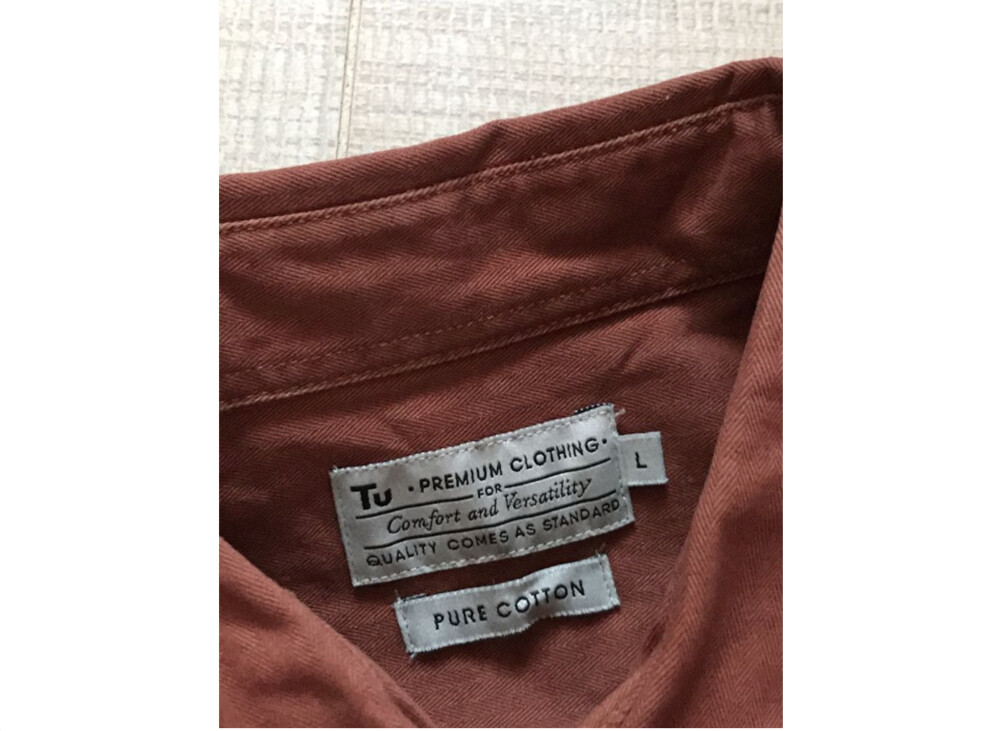 Tu • PREMIUM CLOTHING •
FOR
Comfort and Versatility
QUALITY COMES AS STANDARD
L
PURE COTTON